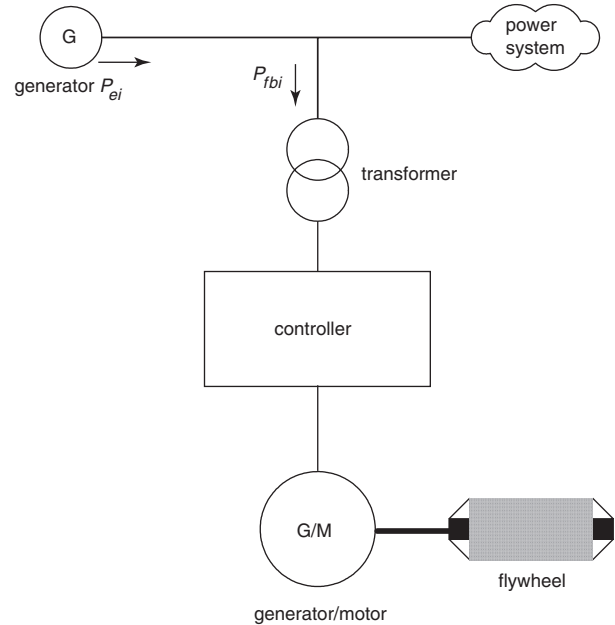 G
power
system
generator P_ei
P_fbi
transformer
controller
G/M
flywheel
generator/motor